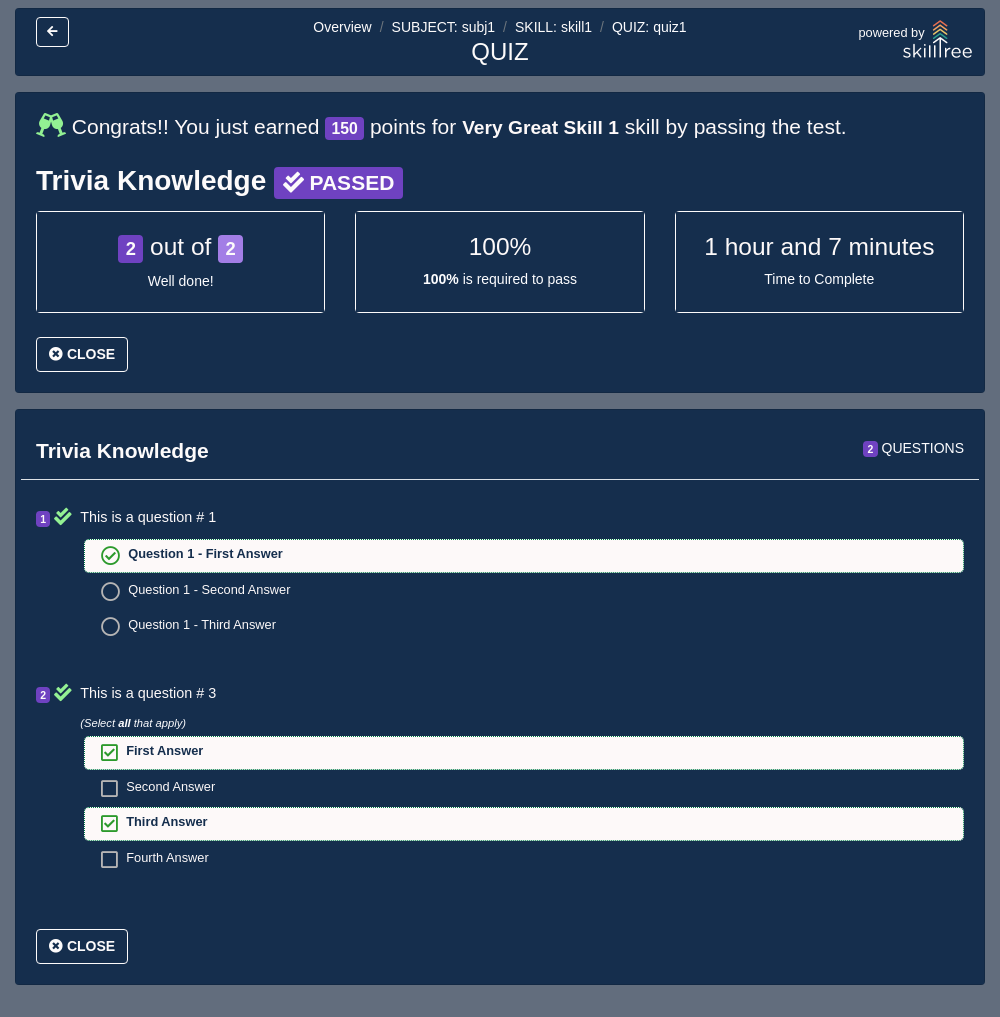 Overview / SUBJECT: subj1 / SKILL: skill1 / QUIZ: quiz1
QUIZ
powered by
skilltree
Congrats!! You just earned 150 points for Very Great Skill 1 skill by passing the test.
Trivia Knowledge PASSED
2 out of 2
Well done!
100%
100% is required to pass
1 hour and 7 minutes
Time to Complete
CLOSE
Trivia Knowledge
2 QUESTIONS
1 This is a question # 1
Question 1 - First Answer
Question 1 - Second Answer
Question 1 - Third Answer
2 This is a question # 3
(Select all that apply)
First Answer
Second Answer
Third Answer
Fourth Answer
CLOSE